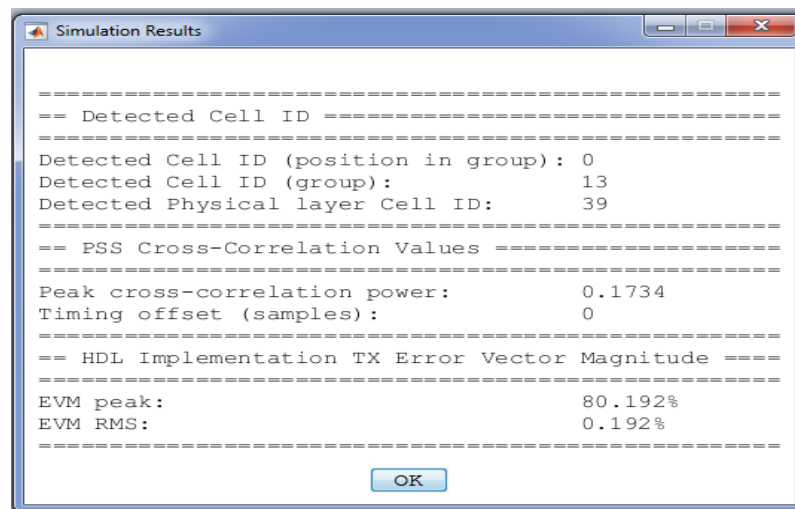 Simulation Results
====================================================
== Detected Cell ID ================================
====================================================
Detected Cell ID (position in group): 0
Detected Cell ID (group): 13
Detected Physical layer Cell ID: 39
====================================================
== PSS Cross-Correlation Values ====================
====================================================
Peak cross-correlation power: 0.1734
Timing offset (samples): 0
====================================================
== HDL Implementation TX Error Vector Magnitude ====
====================================================
EVM peak: 80.192%
EVM RMS: 0.192%
====================================================
OK